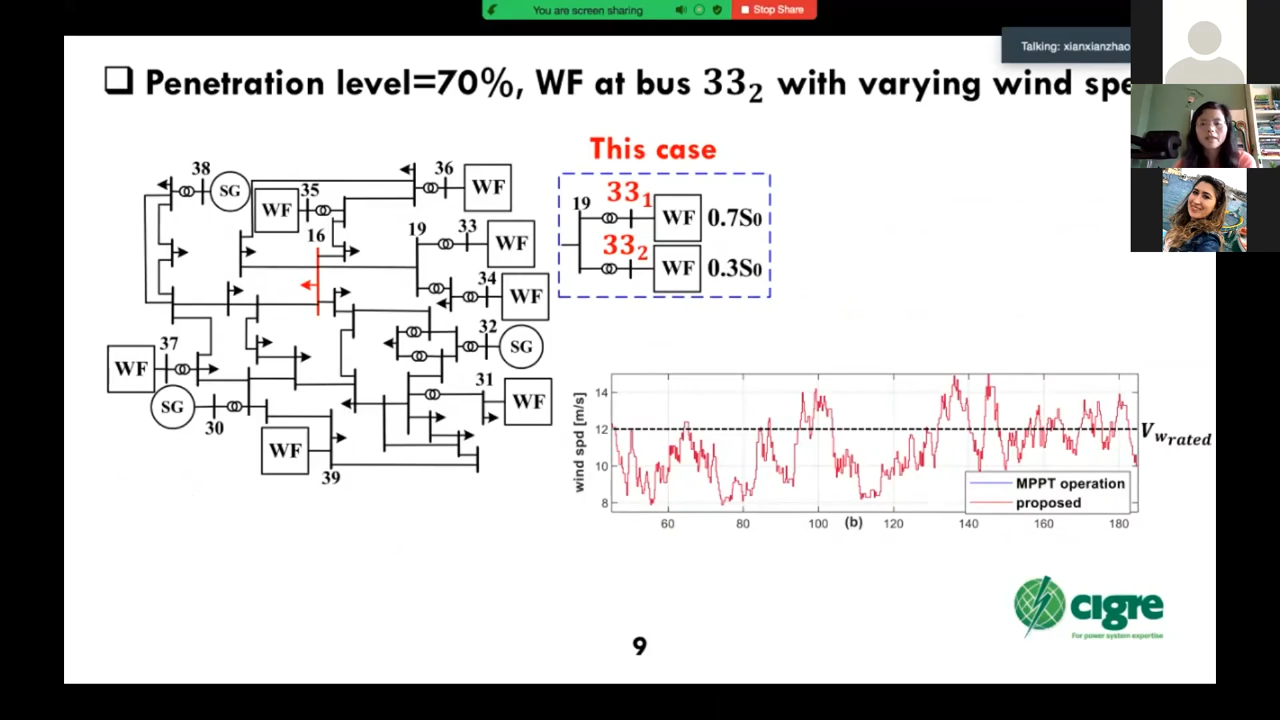 You are screen sharing
Stop Share
Talking: xianxianzhao
❑ Penetration level=70%, WF at bus 33₂ with varying wind spe
This case
38
SG
36
WF
35
WF
16
19
33
WF
34
WF
32
SG
37
WF
SG
30
31
WF
WF
39
19
33₁
WF
0.7S₀
33₂
WF
0.3S₀
wind spd [m/s]
14
12
10
8
V_w_rated
MPPT operation
proposed
60 80 100 (b) 120 140 160 180
cigre
For power system expertise
9